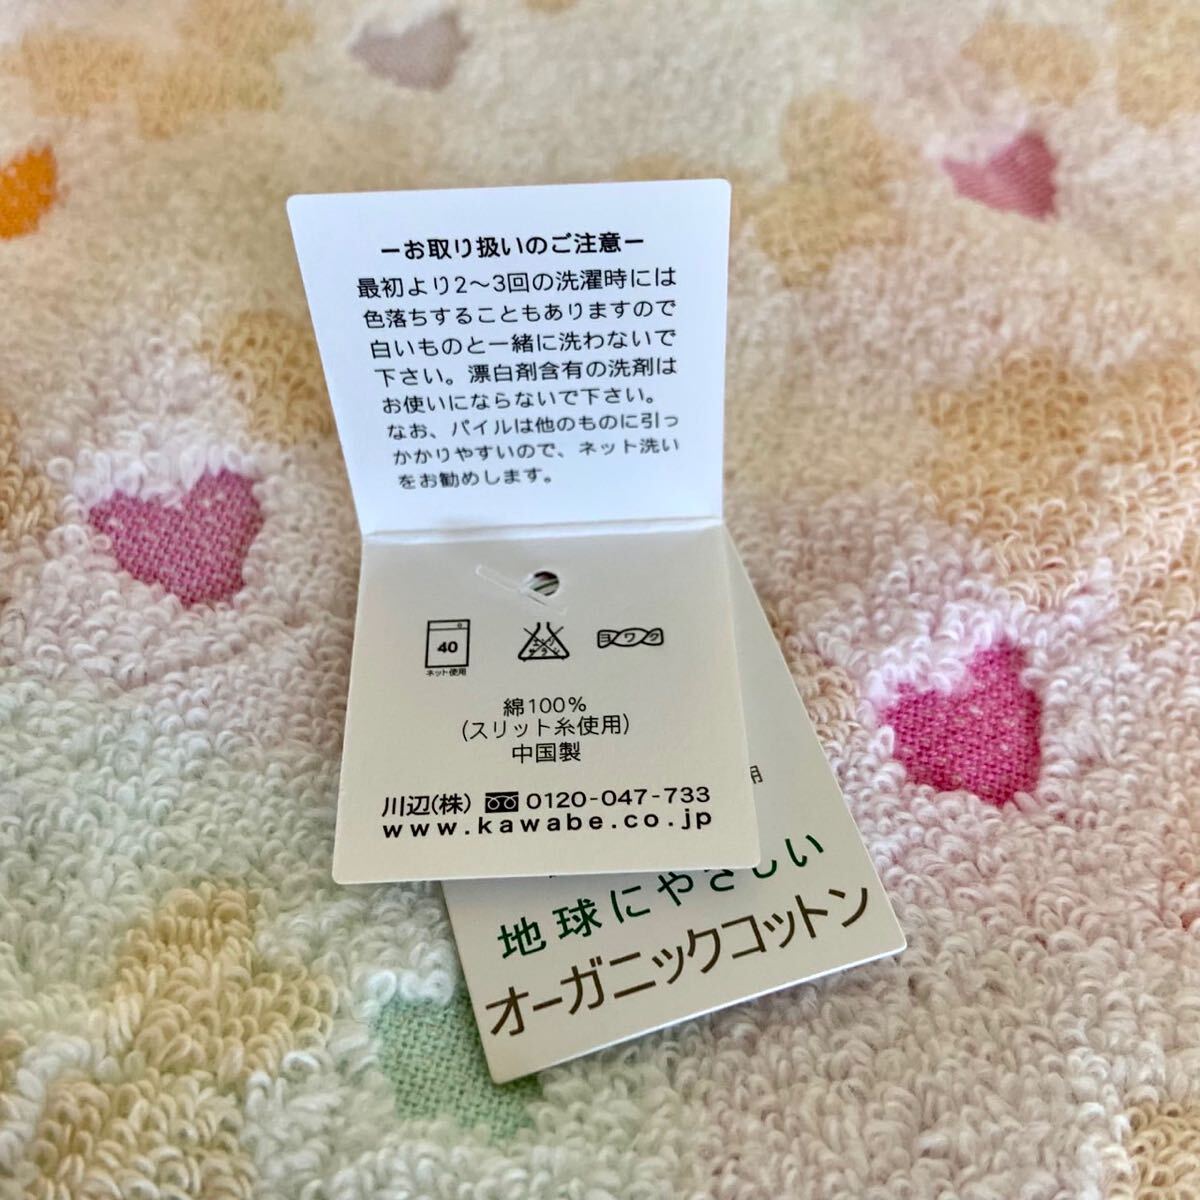 ーお取り扱いのご注意ー
最初より2〜3回の洗濯時には
色落ちすることもありますので
白いものと一緒に洗わないで
下さい。漂白剤含有の洗剤は
お使いにならないで下さい。
なお、パイルは他のものに引っ
かかりやすいので、ネット洗い
をお勧めします。
40
ネット使用
エンソ
サラシ
ヨワク
綿100%
(スリット糸使用)
中国製
川辺(株) 0120-047-733
www.kawabe.co.jp
用
地球にやさしい
オーガニックコットン